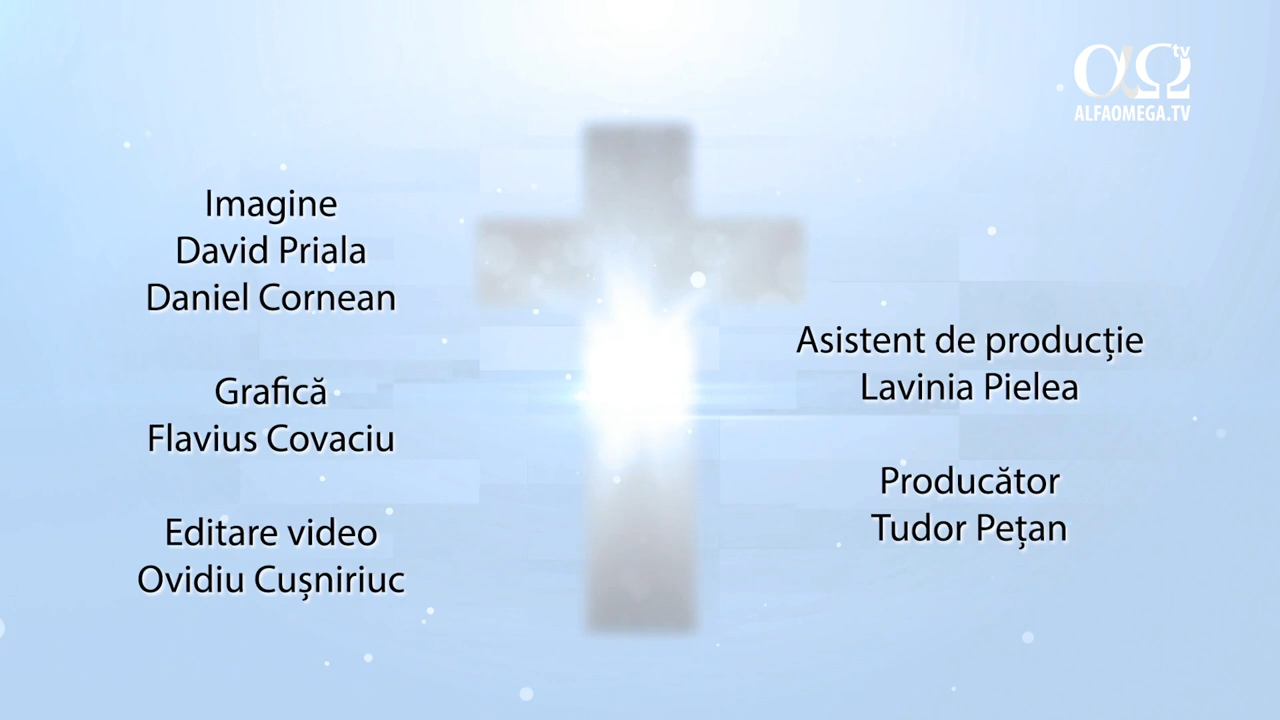 αΩ tv
ALFAOMEGA.TV
Imagine
David Priala
Daniel Cornean
Grafică
Flavius Covaciu
Editare video
Ovidiu Cușniriuc
Asistent de producție
Lavinia Pielea
Producător
Tudor Pețan